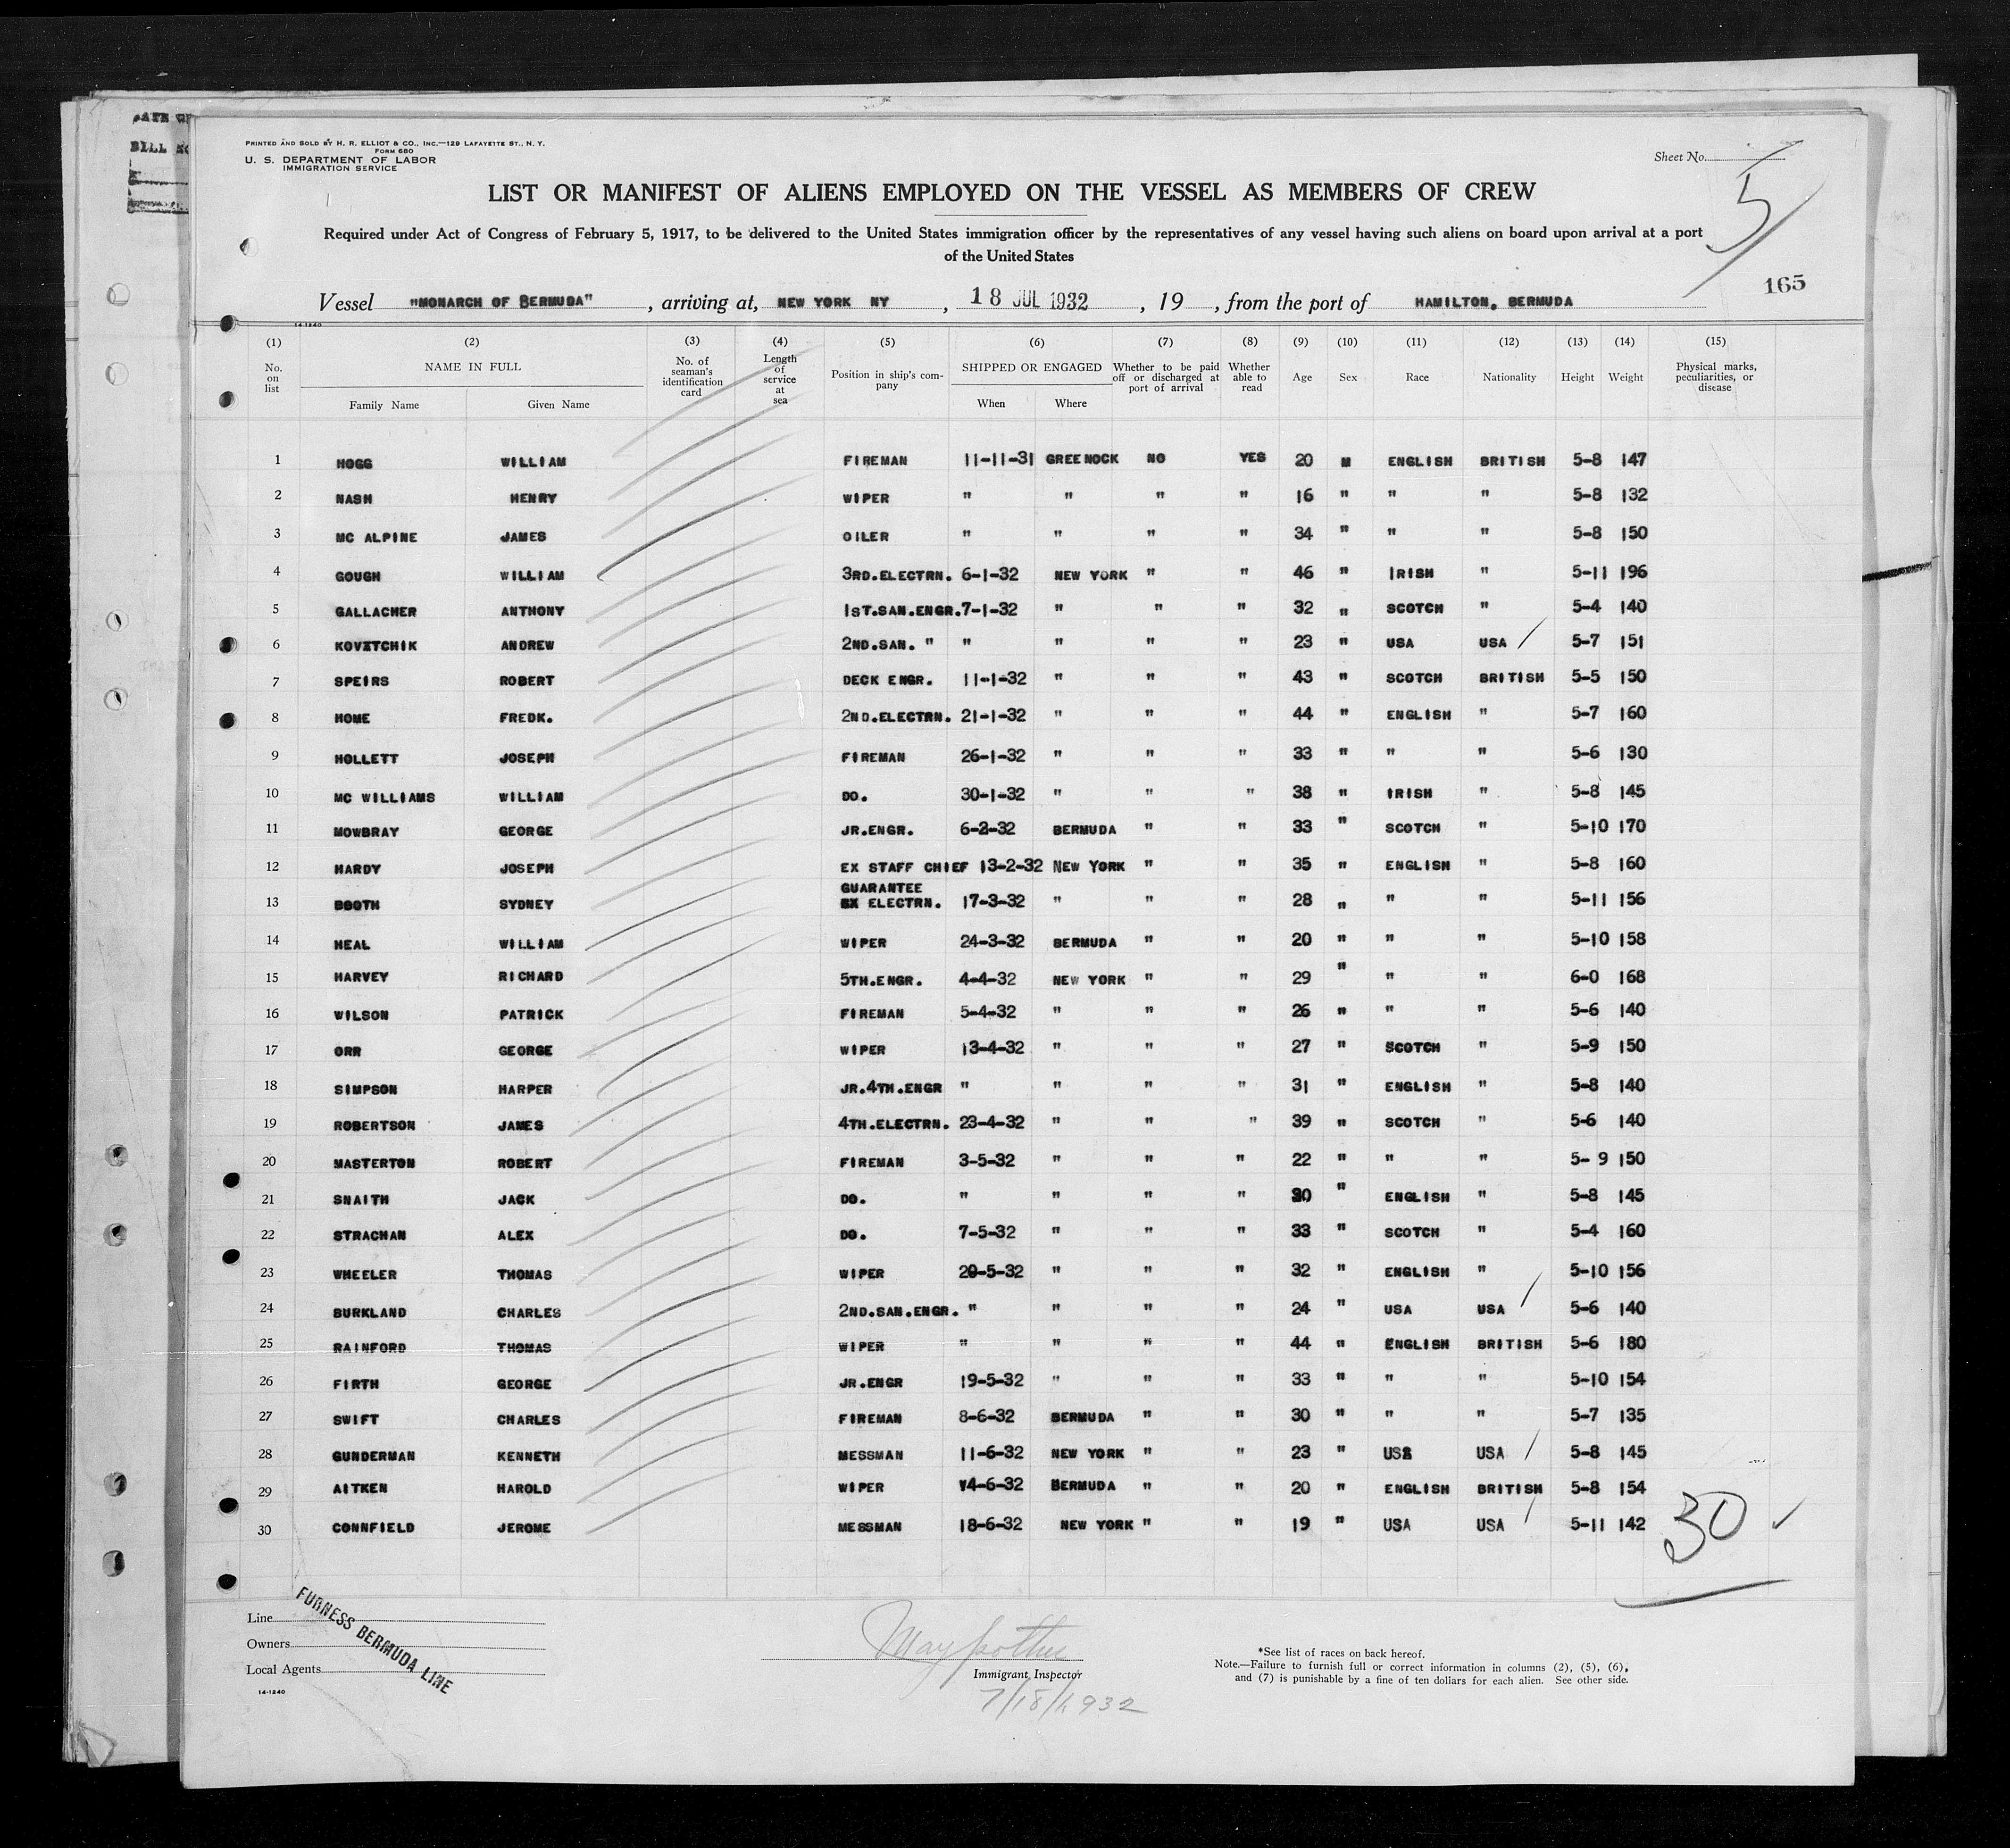 DATE OF
BILL NO
PRINTED AND SOLD BY H. R. ELLIOT & CO., INC.—129 LAFAYETTE ST., N. Y.
FORM 680
U. S. DEPARTMENT OF LABOR
IMMIGRATION SERVICE
Sheet No.
5
LIST OR MANIFEST OF ALIENS EMPLOYED ON THE VESSEL AS MEMBERS OF CREW
Required under Act of Congress of February 5, 1917, to be delivered to the United States immigration officer by the representatives of any vessel having such aliens on board upon arrival at a port
of the United States
165
Vessel "MONARCH OF BERMUDA" , arriving at, NEW YORK NY , 18 JUL 1932 , 19 , from the port of HAMILTON, BERMUDA
14-1240
(1) (2) (3) (4) (5) (6) (7) (8) (9) (10) (11) (12) (13) (14) (15)
No. on list NAME IN FULL No. of seaman's identification card Length of service at sea Position in ship's company SHIPPED OR ENGAGED Whether to be paid off or discharged at port of arrival Whether able to read Age Sex Race Nationality Height Weight Physical marks, peculiarities, or disease
Family Name Given Name When Where
1 HOGG WILLIAM FIREMAN 11-11-31 GREENOCK NO YES 20 M ENGLISH BRITISH 5-8 147
2 NASH HENRY WIPER " " " " 16 " " " 5-8 132
3 MC ALPINE JAMES OILER " " " " 34 " " " 5-8 150
4 GOUGH WILLIAM 3RD.ELECTRN. 6-1-32 NEW YORK " " 46 " IRISH " 5-11 196
5 GALLACHER ANTHONY 1ST.SAN.ENGR. 7-1-32 " " " 32 " SCOTCH " 5-4 140
6 KOVITCHIK ANDREW 2ND.SAN. " " " " " 23 " USA USA / 5-7 151
7 SPEIRS ROBERT DECK ENGR. 11-1-32 " " " 43 " SCOTCH BRITISH 5-5 150
8 HOME FREDK. 2ND.ELECTRN. 21-1-32 " " " 44 " ENGLISH " 5-7 160
9 HOLLETT JOSEPH FIREMAN 26-1-32 " " " 33 " " " 5-6 130
10 MC WILLIAMS WILLIAM DO. 30-1-32 " " " 38 " IRISH " 5-8 145
11 MOWBRAY GEORGE JR.ENGR. 6-2-32 BERMUDA " " 33 " SCOTCH " 5-10 170
12 HARDY JOSEPH EX STAFF CHIEF 13-2-32 NEW YORK " " 35 " ENGLISH " 5-8 160
GUARANTEE
13 BOOTH SYDNEY EX ELECTRN. 17-3-32 " " " 28 " " " 5-11 156
14 HEAL WILLIAM WIPER 24-3-32 BERMUDA " " 20 " " " 5-10 158
15 HARVEY RICHARD 5TH.ENGR. 4-4-32 NEW YORK " " 29 " " " 6-0 168
16 WILSON PATRICK FIREMAN 5-4-32 " " " 26 " " " 5-6 140
17 ORR GEORGE WIPER 13-4-32 " " " 27 " SCOTCH " 5-9 150
18 SIMPSON HARPER JR.4TH.ENGR " " " " 31 " ENGLISH " 5-8 140
19 ROBERTSON JAMES 4TH.ELECTRN. 23-4-32 " " " 39 " SCOTCH " 5-6 140
20 MASTERTON ROBERT FIREMAN 3-5-32 " " " 22 " " " 5- 9 150
21 SNAITH JACK DO. " " " " 30 " ENGLISH " 5-8 145
22 STRACHAN ALEX DO. 7-5-32 " " " 33 " SCOTCH " 5-4 160
23 WHEELER THOMAS WIPER 20-5-32 " " " 32 " ENGLISH " 5-10 156
24 BURKLAND CHARLES 2ND.SAN.ENGR. " " " " 24 " USA USA / 5-6 140
25 RAINFORD THOMAS WIPER " " " " 44 " ENGLISH BRITISH 5-6 180
26 FIRTH GEORGE JR.ENGR 19-5-32 " " " 33 " " " 5-10 154
27 SWIFT CHARLES FIREMAN 8-6-32 BERMUDA " " 30 " " " 5-7 135
28 GUNDERMAN KENNETH MESSMAN 11-6-32 NEW YORK " " 23 " USA USA / 5-8 145
29 AITKEN HAROLD WIPER 14-6-32 BERMUDA " " 20 " ENGLISH BRITISH 5-8 154
30 CONNFIELD JEROME MESSMAN 18-6-32 NEW YORK " " 19 " USA USA / 5-11 142
30 ✓
Line
Owners
Local Agents
FURNESS BERMUDA LINE
14-1240
Immigrant Inspector
7/18/1932
*See list of races on back hereof.
Note.—Failure to furnish full or correct information in columns (2), (5), (6),
and (7) is punishable by a fine of ten dollars for each alien. See other side.